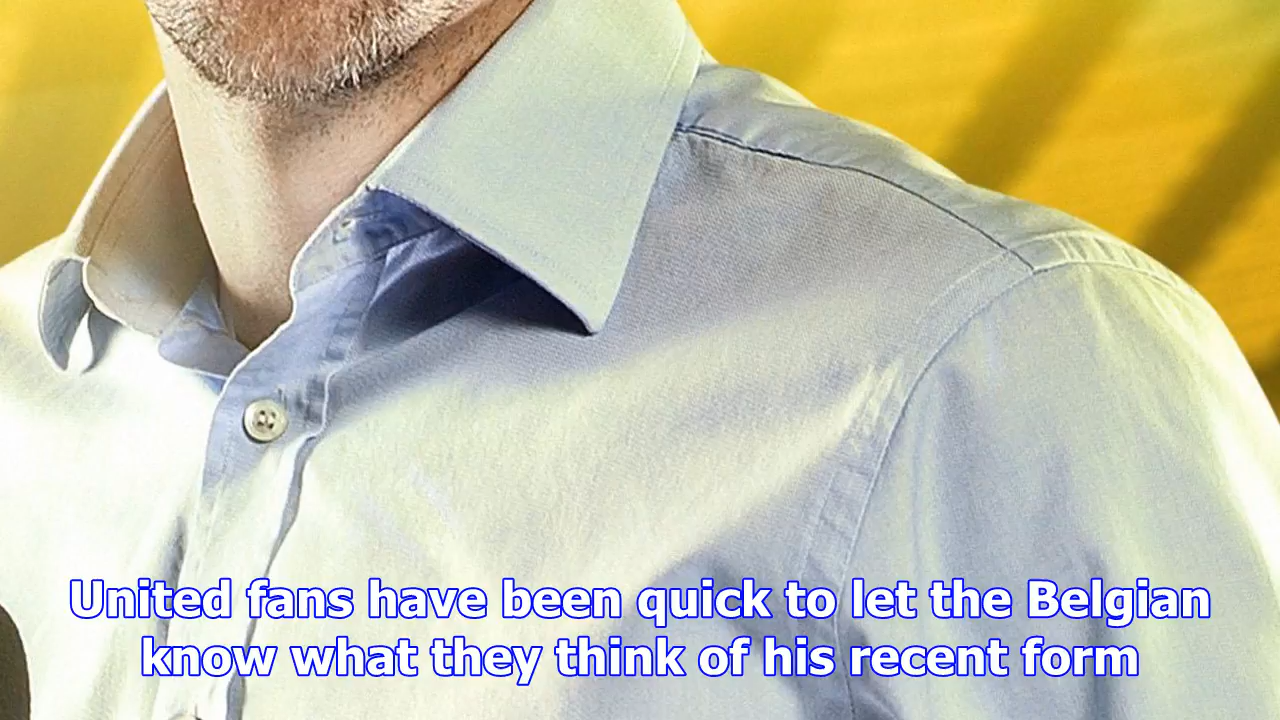 United fans have been quick to let the Belgian
know what they think of his recent form